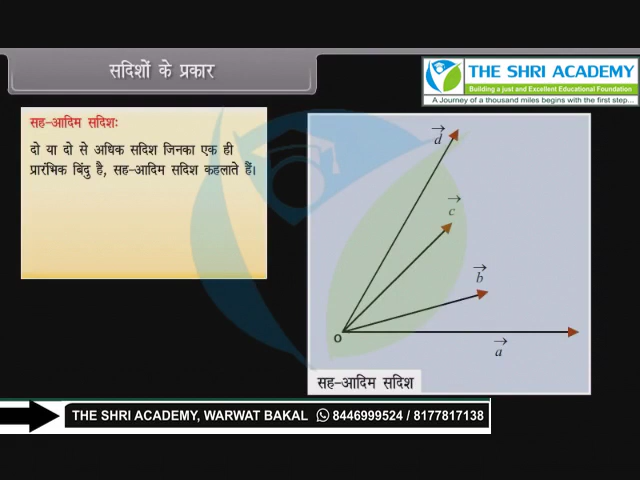 सदिशों के प्रकार
THE SHRI ACADEMY
Building a just and Excellent Educational Foundation
A Journey of a thousand miles begins with the first step...
सह-आदिम सदिशः
दो या दो से अधिक सदिश जिनका एक ही
प्रारंभिक बिंदु है, सह-आदिम सदिश कहलाते हैं।
d
c
b
O
a
सह-आदिम सदिश
THE SHRI ACADEMY, WARWAT BAKAL 8446999524 / 8177817138